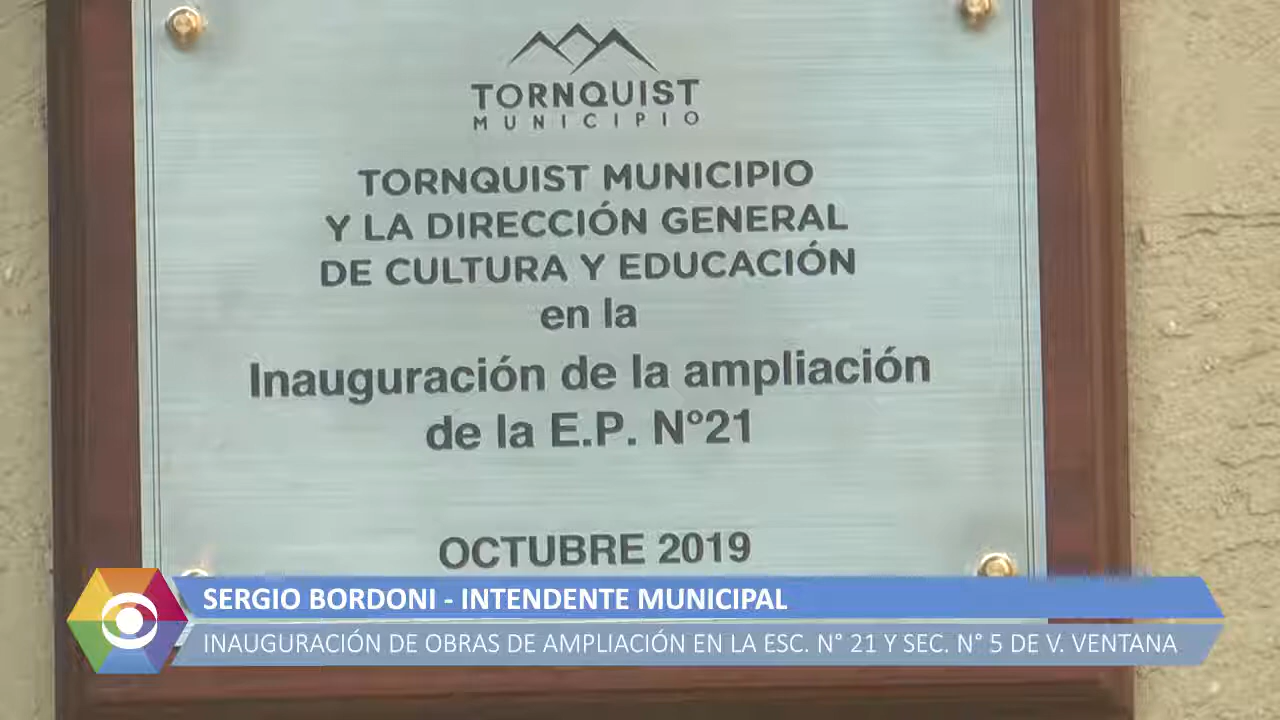 TORNQUIST
MUNICIPIO
TORNQUIST MUNICIPIO
Y LA DIRECCIÓN GENERAL
DE CULTURA Y EDUCACIÓN
en la
Inauguración de la ampliación
de la E.P. N°21
OCTUBRE 2019
SERGIO BORDONI - INTENDENTE MUNICIPAL
INAUGURACIÓN DE OBRAS DE AMPLIACIÓN EN LA ESC. N° 21 Y SEC. N° 5 DE V. VENTANA